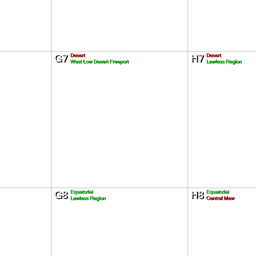 G7 Desert
West Low Desert Freeport
H7 Desert
Lawless Region
G8 Equatorial
Lawless Region
H8 Equatorial
Central Maw